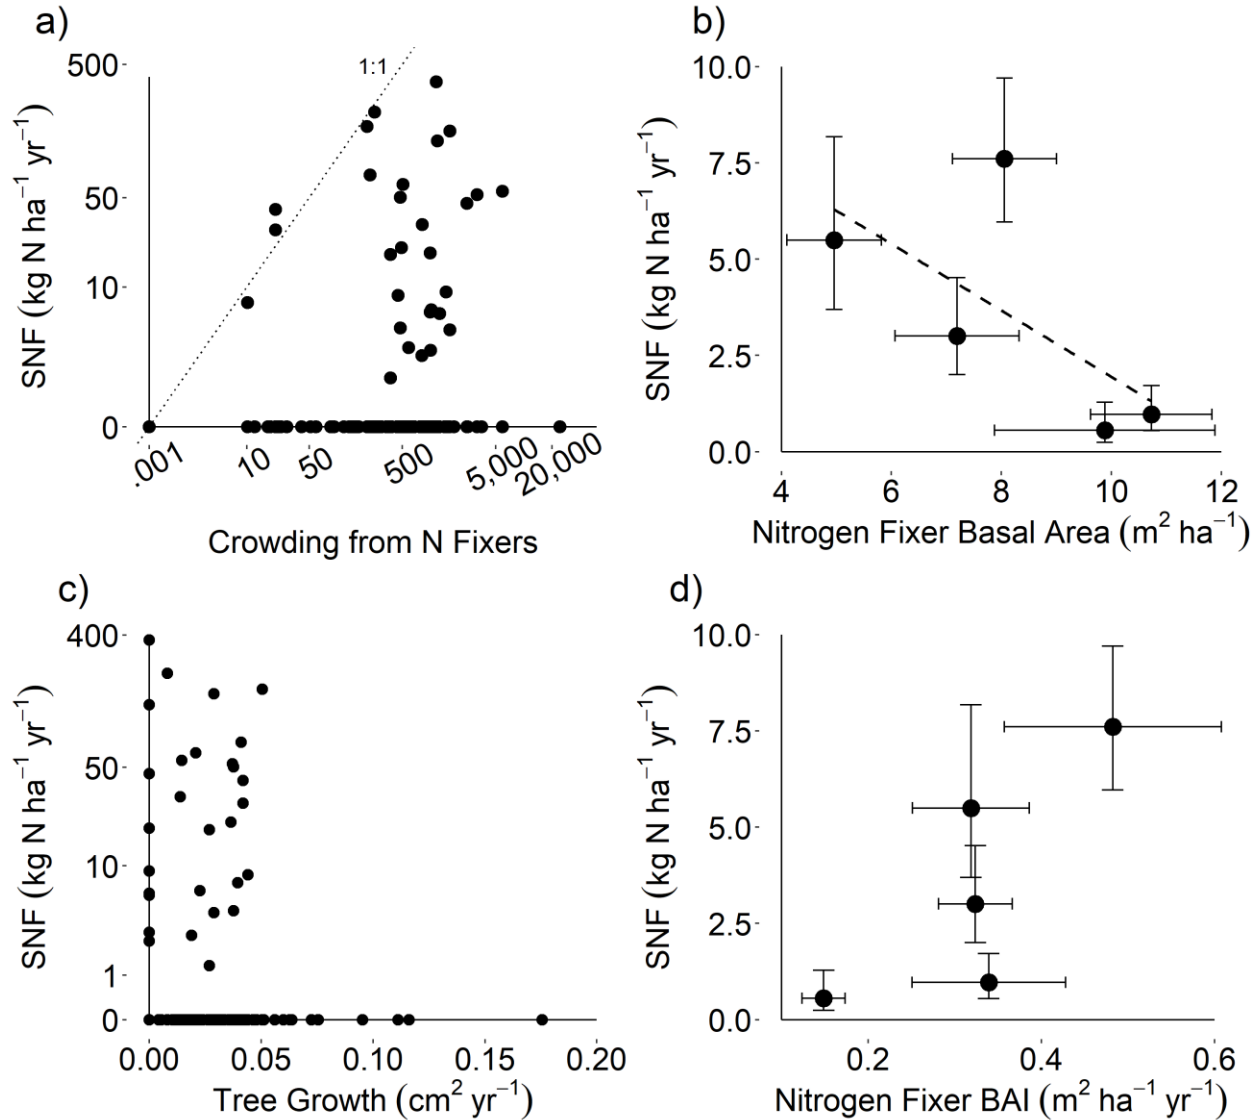 a)
500
50
10
0
SNF (kg N ha⁻¹ yr⁻¹)
1:1
.001
10
50
500
5,000
20,000
Crowding from N Fixers
b)
10.0
7.5
5.0
2.5
0.0
SNF (kg N ha⁻¹ yr⁻¹)
4 6 8 10 12
Nitrogen Fixer Basal Area (m² ha⁻¹)
c)
400
50
10
1
0
SNF (kg N ha⁻¹ yr⁻¹)
0.00 0.05 0.10 0.15 0.20
Tree Growth (cm² yr⁻¹)
d)
10.0
7.5
5.0
2.5
0.0
SNF (kg N ha⁻¹ yr⁻¹)
0.2 0.4 0.6
Nitrogen Fixer BAI (m² ha⁻¹ yr⁻¹)